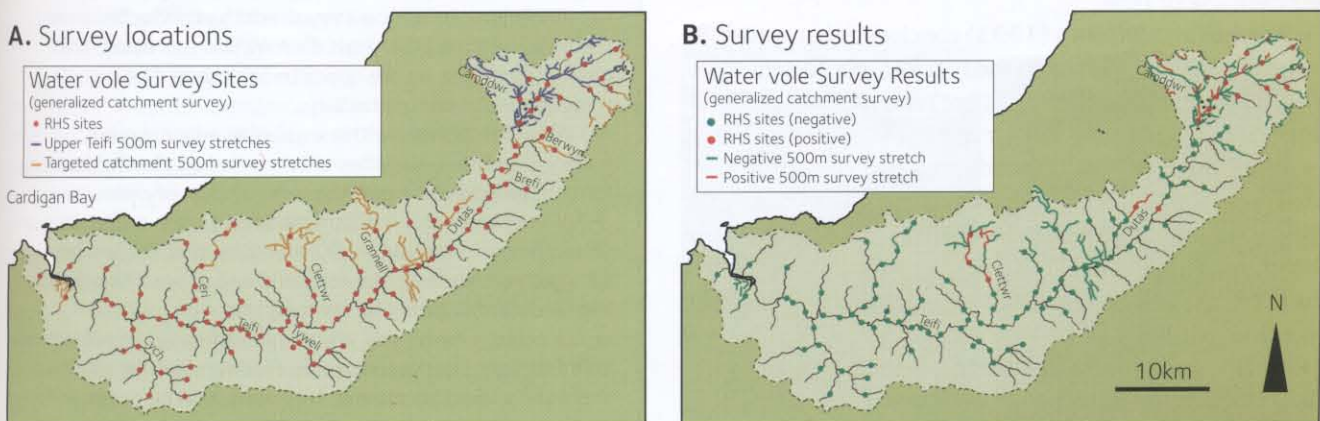 A. Survey locations
Water vole Survey Sites
(generalized catchment survey)
RHS sites
Upper Teifi 500m survey stretches
Targeted catchment 500m survey stretches
Cardigan Bay
Caroddwr
Berwyn
Brefi
Dutas
Grannell
Clettwr
Ceri
Teifi
Tyweli
Cych
B. Survey results
Water vole Survey Results
(generalized catchment survey)
RHS sites (negative)
RHS sites (positive)
Negative 500m survey stretch
Positive 500m survey stretch
Caroddwr
Dutas
Clettwr
Teifi
N
10km